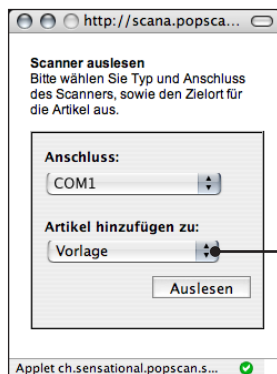 http://scana.popsca...
Scanner auslesen
Bitte wählen Sie Typ und Anschluss
des Scanners, sowie den Zielort für
die Artikel aus.
Anschluss:
COM1
Artikel hinzufügen zu:
Vorlage
Auslesen
Applet ch.sensational.popscan.s...